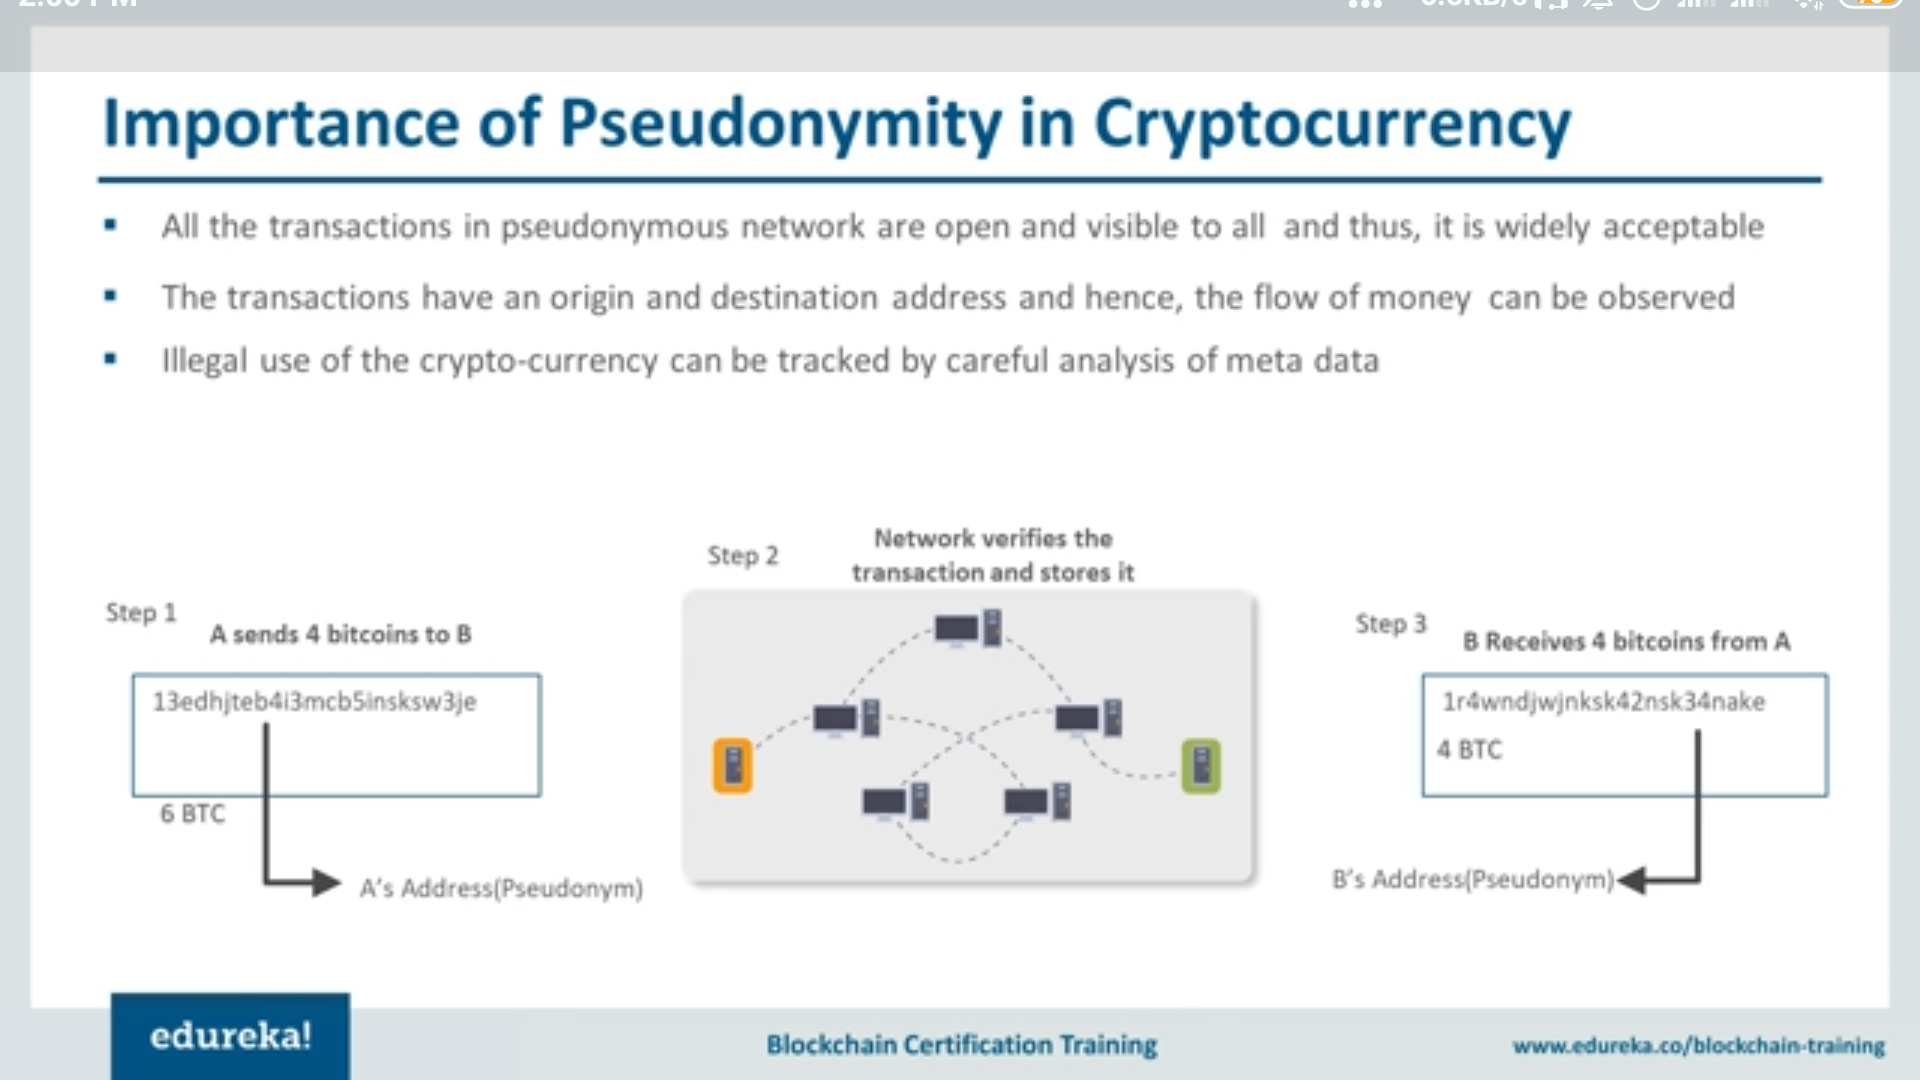 Importance of Pseudonymity in Cryptocurrency
All the transactions in pseudonymous network are open and visible to all and thus, it is widely acceptable
The transactions have an origin and destination address and hence, the flow of money can be observed
Illegal use of the crypto-currency can be tracked by careful analysis of meta data
Step 1
A sends 4 bitcoins to B
13edhjteb4i3mcb5insksw3je
6 BTC
A's Address(Pseudonym)
Step 2
Network verifies the
transaction and stores it
Step 3
B Receives 4 bitcoins from A
1r4wndjwjnksk42nsk34nake
4 BTC
B's Address(Pseudonym)
edureka!
Blockchain Certification Training
www.edureka.co/blockchain-training